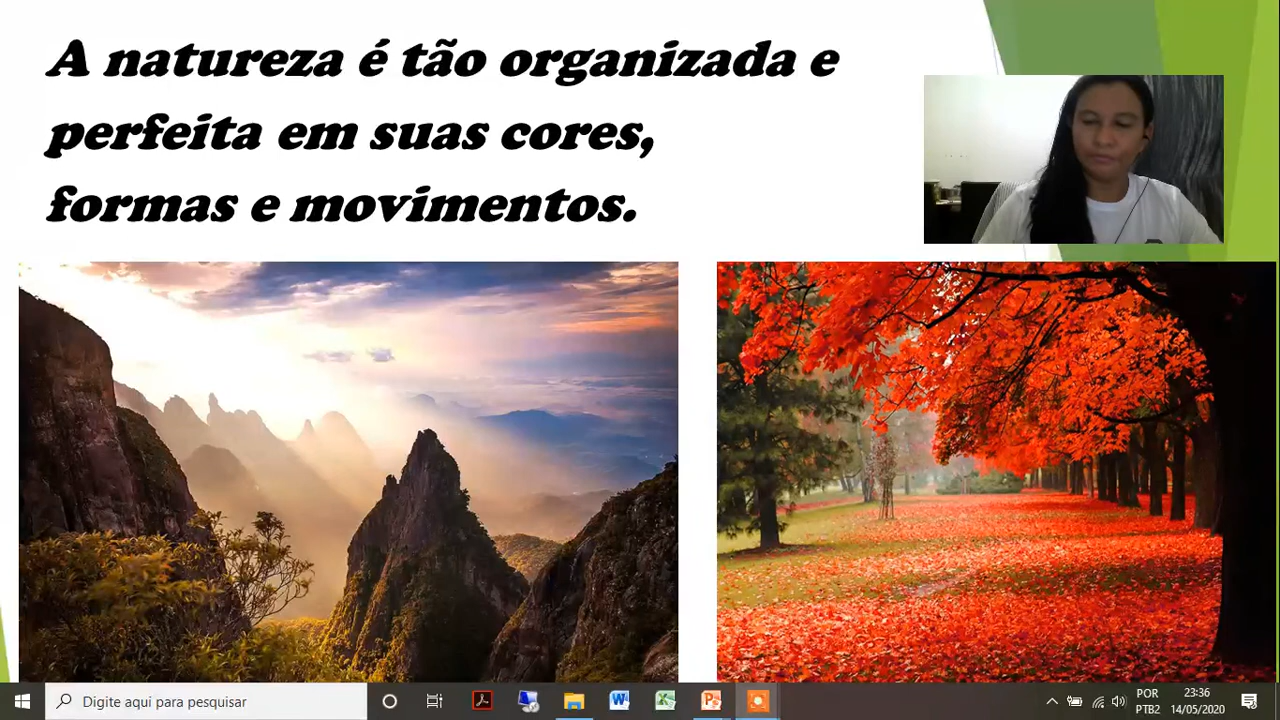 A natureza é tão organizada e
perfeita em suas cores,
formas e movimentos.
Digite aqui para pesquisar
POR
PTB2
23:36
14/05/2020